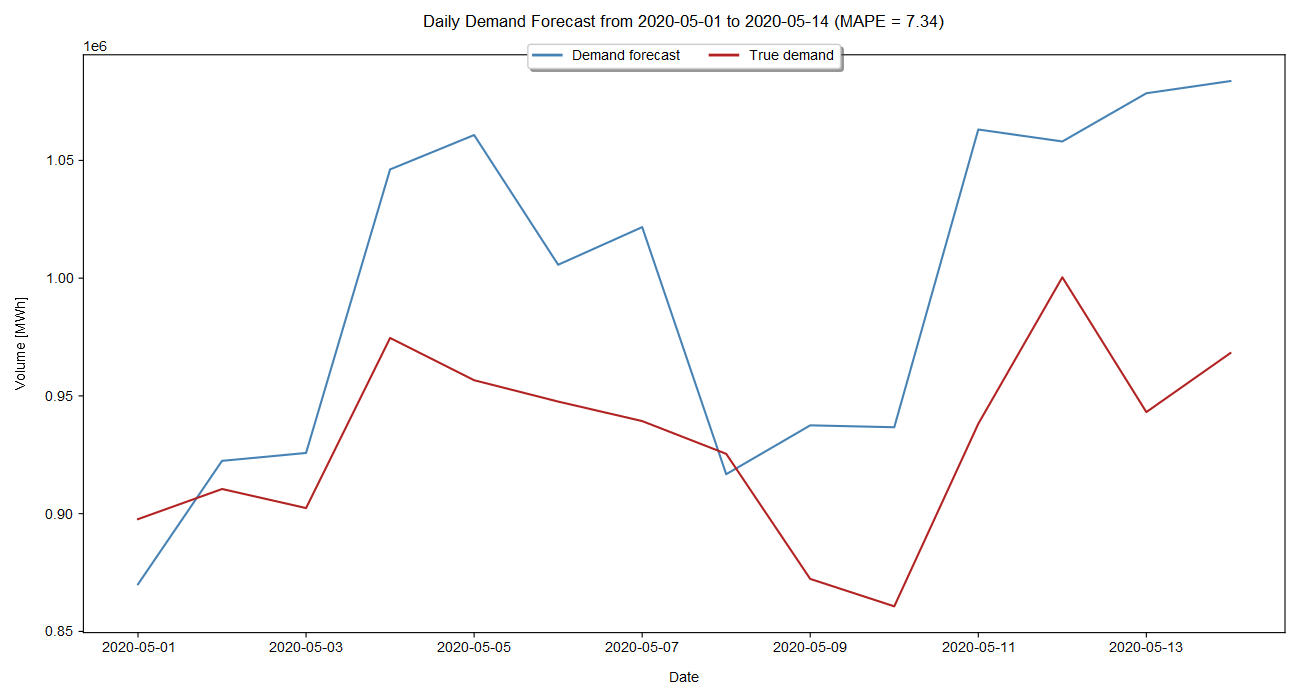 Daily Demand Forecast from 2020-05-01 to 2020-05-14 (MAPE = 7.34)
1e6
Demand forecast True demand
1.05
1.00
0.95
0.90
0.85
Volume [MWh]
2020-05-01 2020-05-03 2020-05-05 2020-05-07 2020-05-09 2020-05-11 2020-05-13
Date